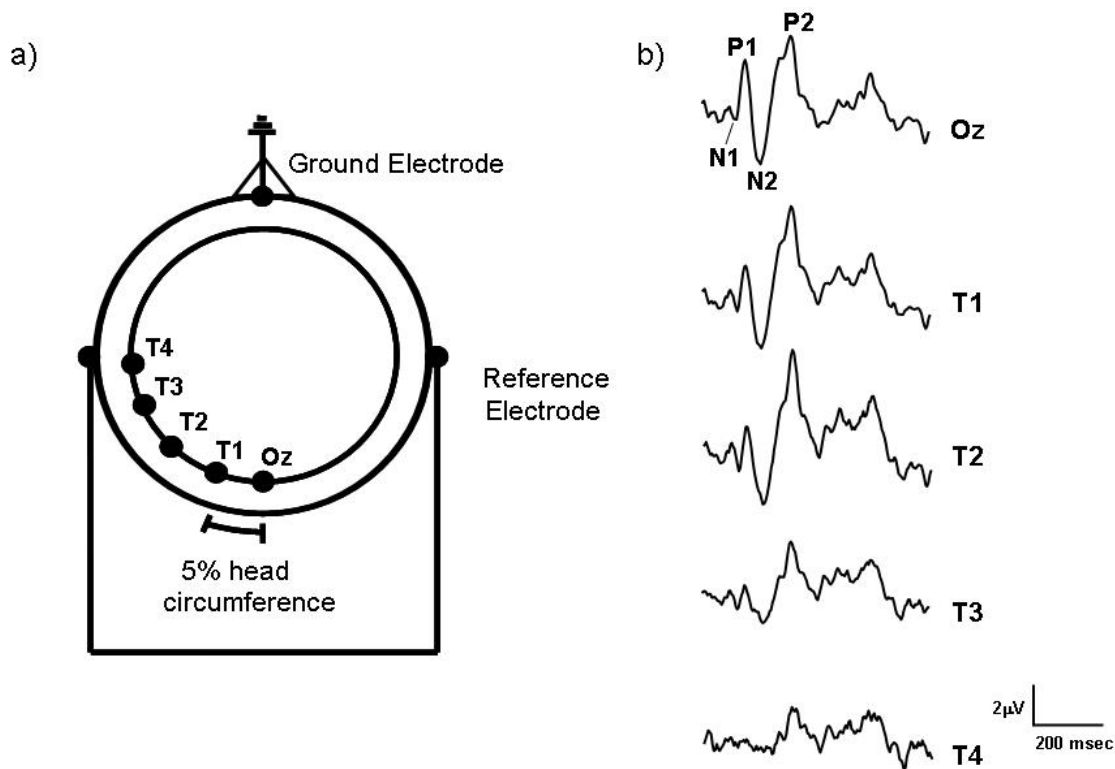 a)
Ground Electrode
T4
T3
T2
T1
Oz
Reference
Electrode
5% head
circumference
b)
P1
P2
N1
N2
Oz
T1
T2
T3
T4
2µV
200 msec